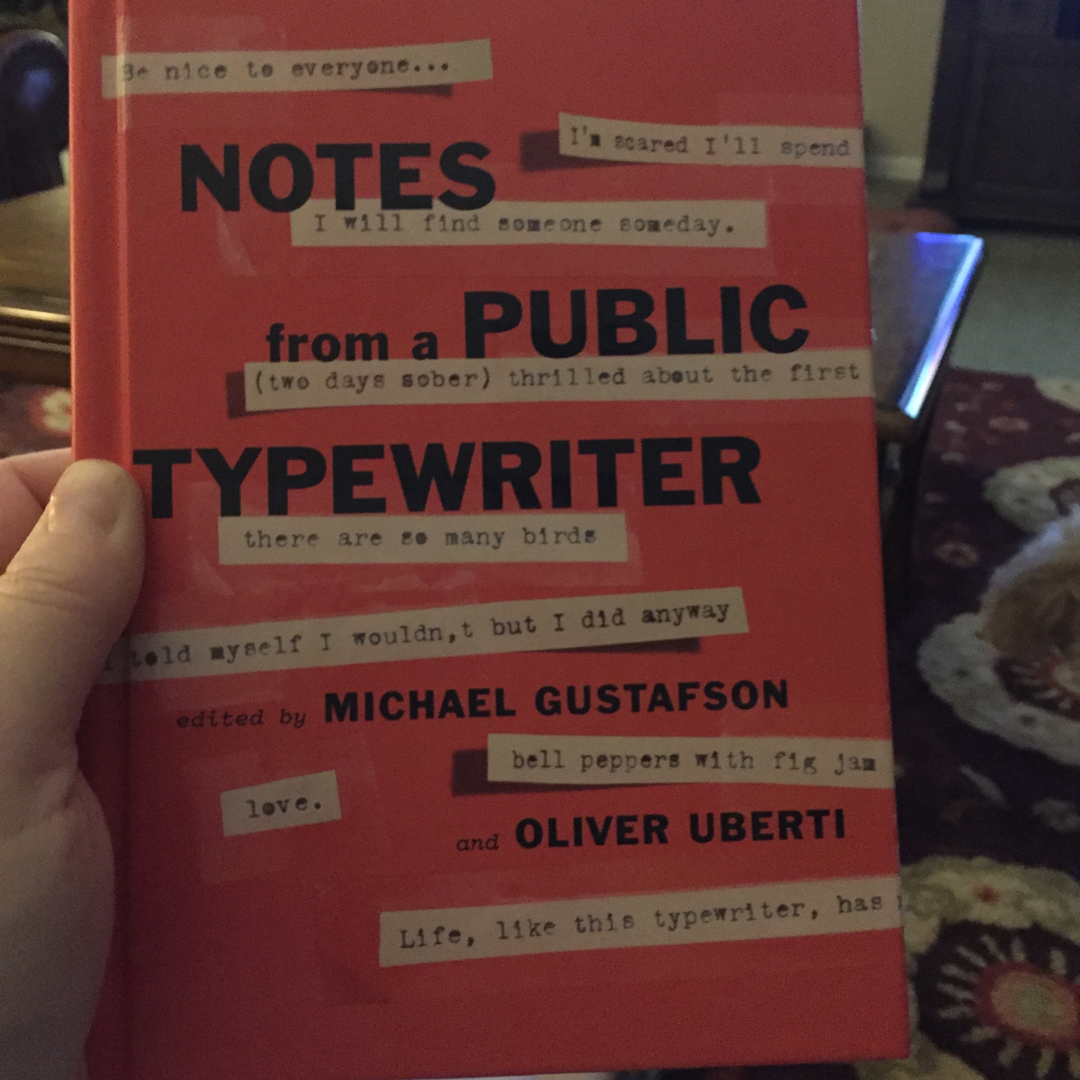 Be nice to everyone...
I'm scared I'll spend
NOTES
I will find someone someday.
from a PUBLIC
(two days sober) thrilled about the first
TYPEWRITER
there are so many birds
I told myself I wouldn,t but I did anyway
edited by MICHAEL GUSTAFSON
bell peppers with fig jam
love.
and OLIVER UBERTI
Life, like this typewriter, has